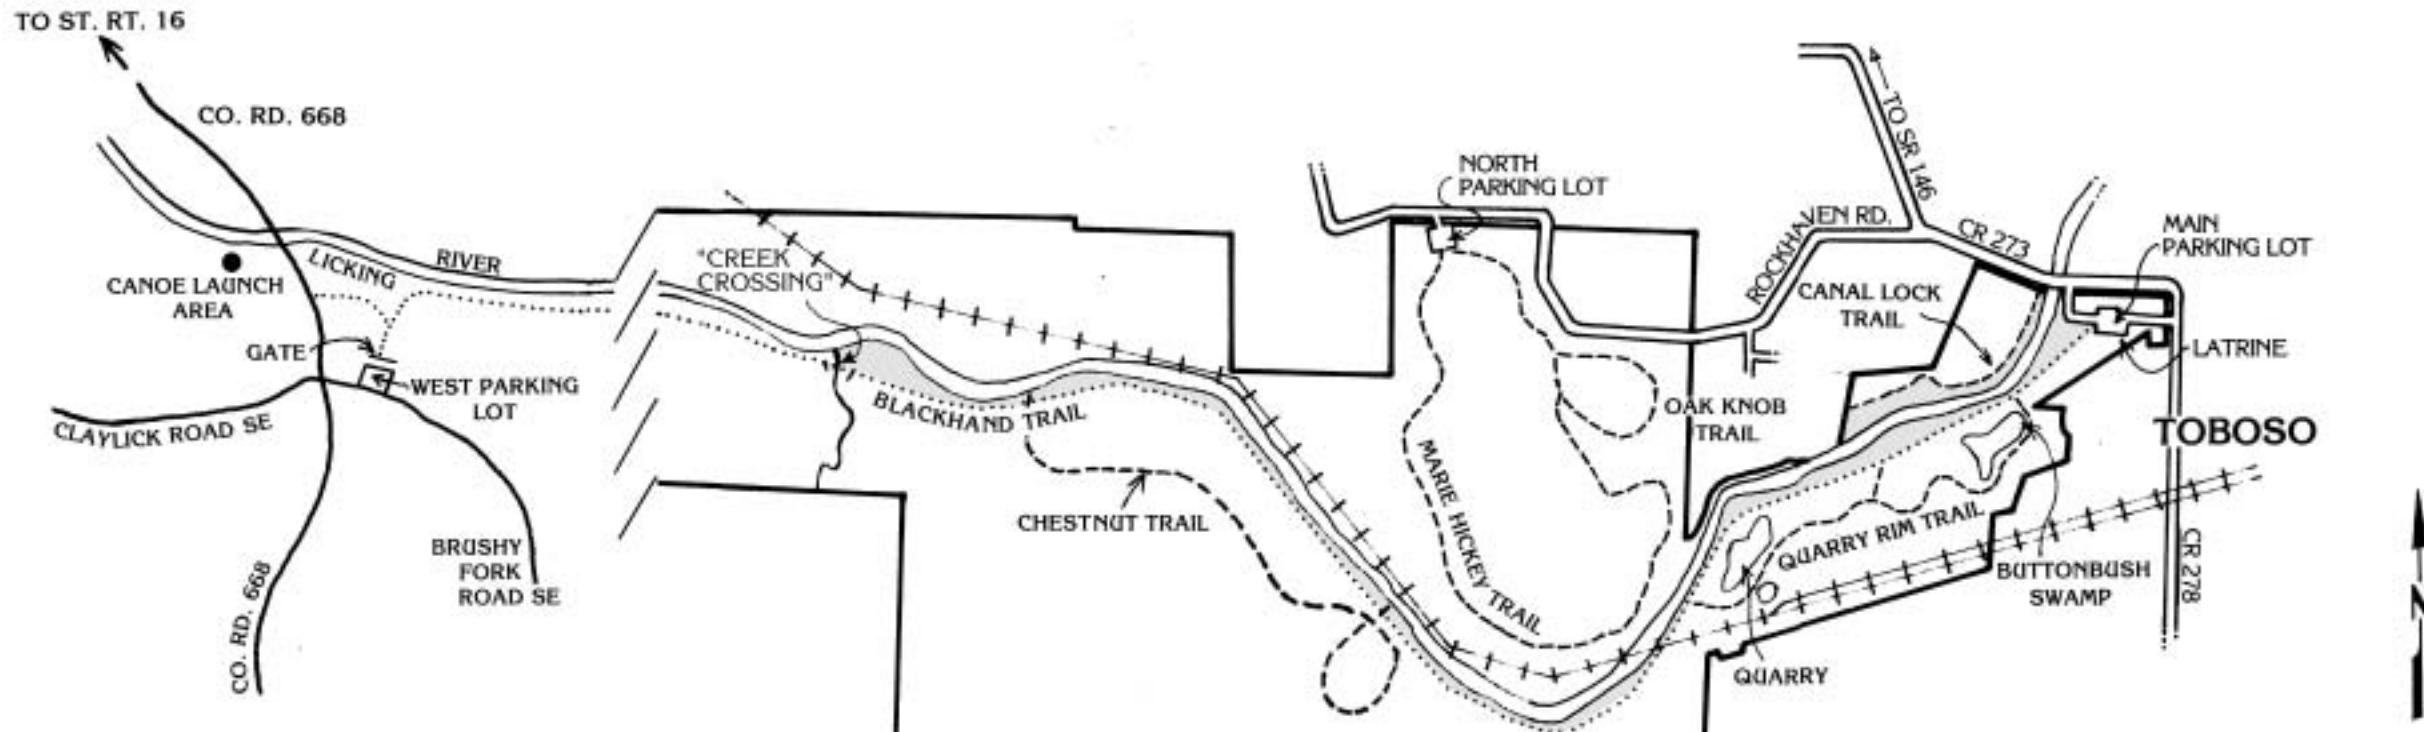 TO ST. RT. 16
CO. RD. 668
LICKING
RIVER
CANOE LAUNCH
AREA
GATE
WEST PARKING
LOT
CLAYLICK ROAD SE
BRUSHY
FORK
ROAD SE
CO. RD. 668
"CREEK
CROSSING"
BLACKHAND TRAIL
CHESTNUT TRAIL
NORTH
PARKING LOT
MARIE HICKEY TRAIL
OAK KNOB
TRAIL
ROCKHAVEN RD.
TO SR 146
CR 273
CANAL LOCK
TRAIL
MAIN
PARKING LOT
LATRINE
TOBOSO
QUARRY RIM TRAIL
BUTTONBUSH
SWAMP
QUARRY
CR 278
N